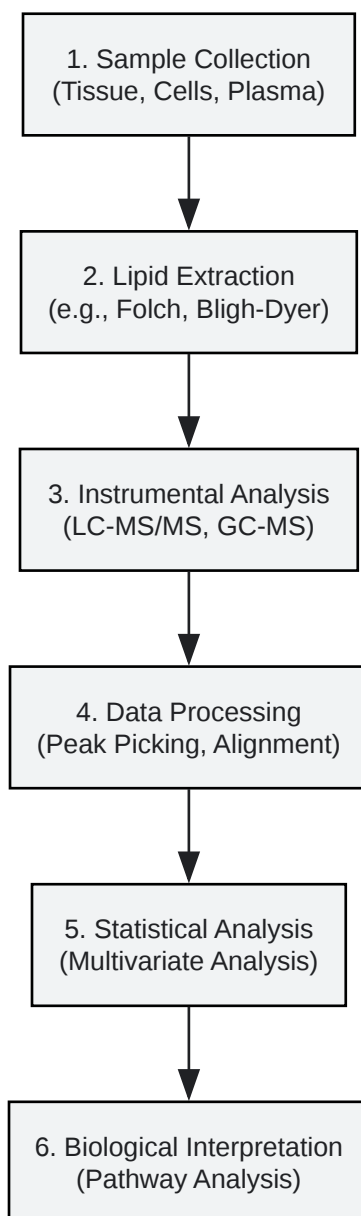 1. Sample Collection
(Tissue, Cells, Plasma)
2. Lipid Extraction
(e.g., Folch, Bligh-Dyer)
3. Instrumental Analysis
(LC-MS/MS, GC-MS)
4. Data Processing
(Peak Picking, Alignment)
5. Statistical Analysis
(Multivariate Analysis)
6. Biological Interpretation
(Pathway Analysis)